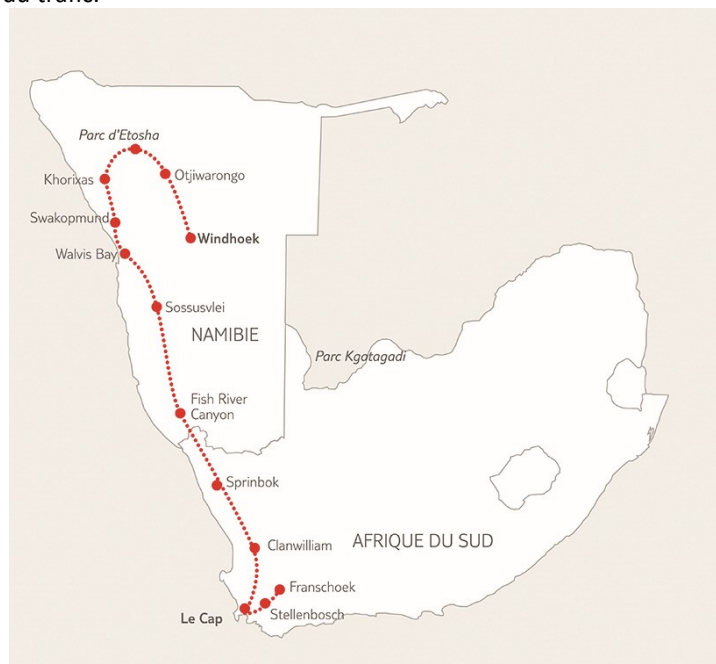 Parc d'Etosha
Khorixas
Otjiwarongo
Swakopmund
Windhoek
Walvis Bay
Sossusvlei
NAMIBIE
Parc Kgatagadi
Fish River
Canyon
Sprinbok
Clanwilliam
AFRIQUE DU SUD
Franschoek
Stellenbosch
Le Cap